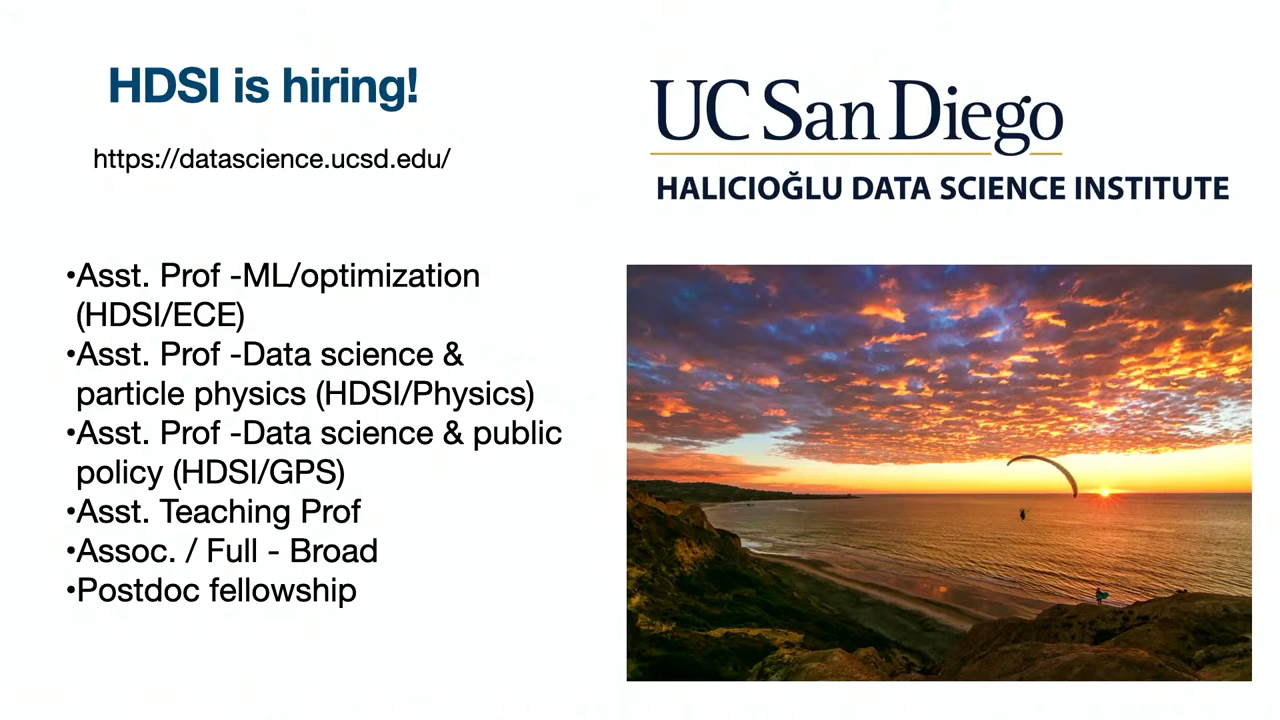 HDSI is hiring!
https://datascience.ucsd.edu/
•Asst. Prof -ML/optimization
(HDSI/ECE)
•Asst. Prof -Data science &
particle physics (HDSI/Physics)
•Asst. Prof -Data science & public
policy (HDSI/GPS)
•Asst. Teaching Prof
•Assoc. / Full - Broad
•Postdoc fellowship
UC San Diego
HALICIOĞLU DATA SCIENCE INSTITUTE